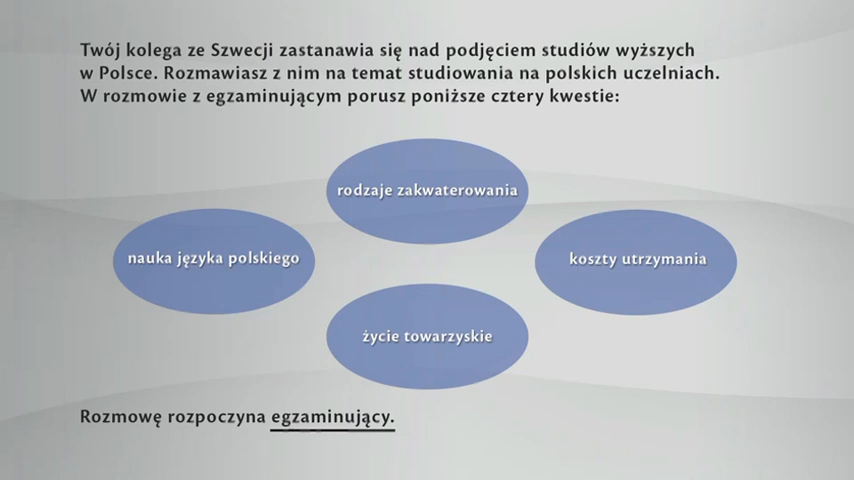 Twój kolega ze Szwecji zastanawia się nad podjęciem studiów wyższych
w Polsce. Rozmawiasz z nim na temat studiowania na polskich uczelniach.
W rozmowie z egzaminującym porusz poniższe cztery kwestie:
rodzaje zakwaterowania
nauka języka polskiego
koszty utrzymania
życie towarzyskie
Rozmowę rozpoczyna egzaminujący.